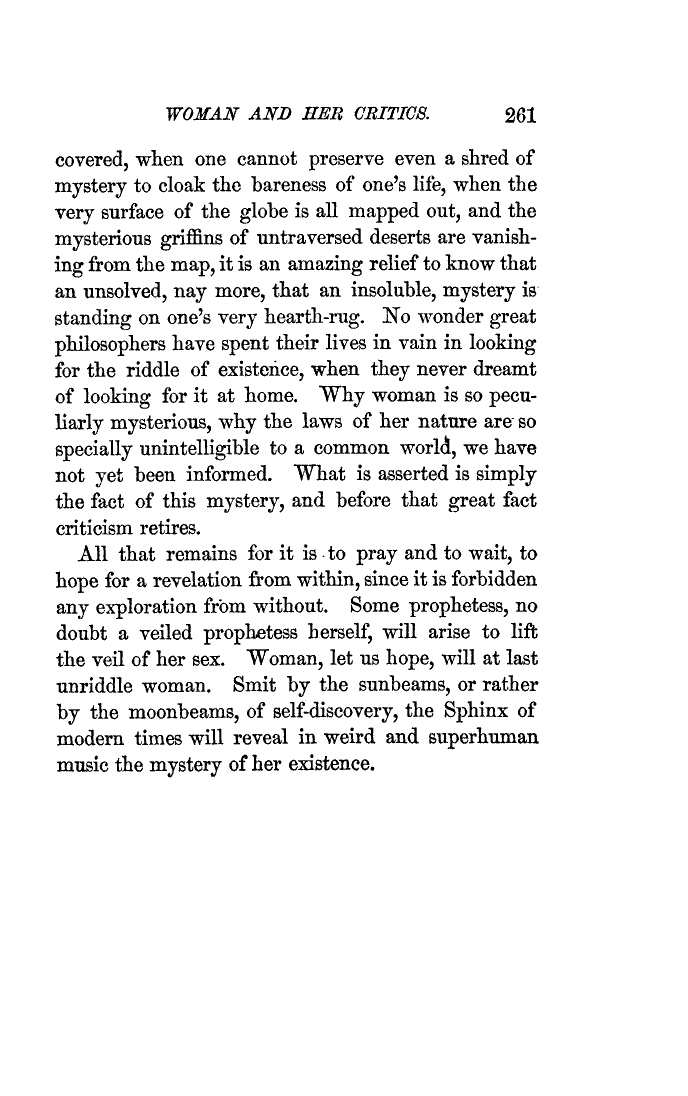 WOMAN AND HER CRITICS. 261
covered, when one cannot preserve even a shred of
mystery to cloak the bareness of one's life, when the
very surface of the globe is all mapped out, and the
mysterious griffins of untraversed deserts are vanish-
ing from the map, it is an amazing relief to know that
an unsolved, nay more, that an insoluble, mystery is
standing on one's very hearth-rug. No wonder great
philosophers have spent their lives in vain in looking
for the riddle of existence, when they never dreamt
of looking for it at home. Why woman is so pecu-
liarly mysterious, why the laws of her nature are so
specially unintelligible to a common world, we have
not yet been informed. What is asserted is simply
the fact of this mystery, and before that great fact
criticism retires.
All that remains for it is to pray and to wait, to
hope for a revelation from within, since it is forbidden
any exploration from without. Some prophetess, no
doubt a veiled prophetess herself, will arise to lift
the veil of her sex. Woman, let us hope, will at last
unriddle woman. Smit by the sunbeams, or rather
by the moonbeams, of self-discovery, the Sphinx of
modern times will reveal in weird and superhuman
music the mystery of her existence.